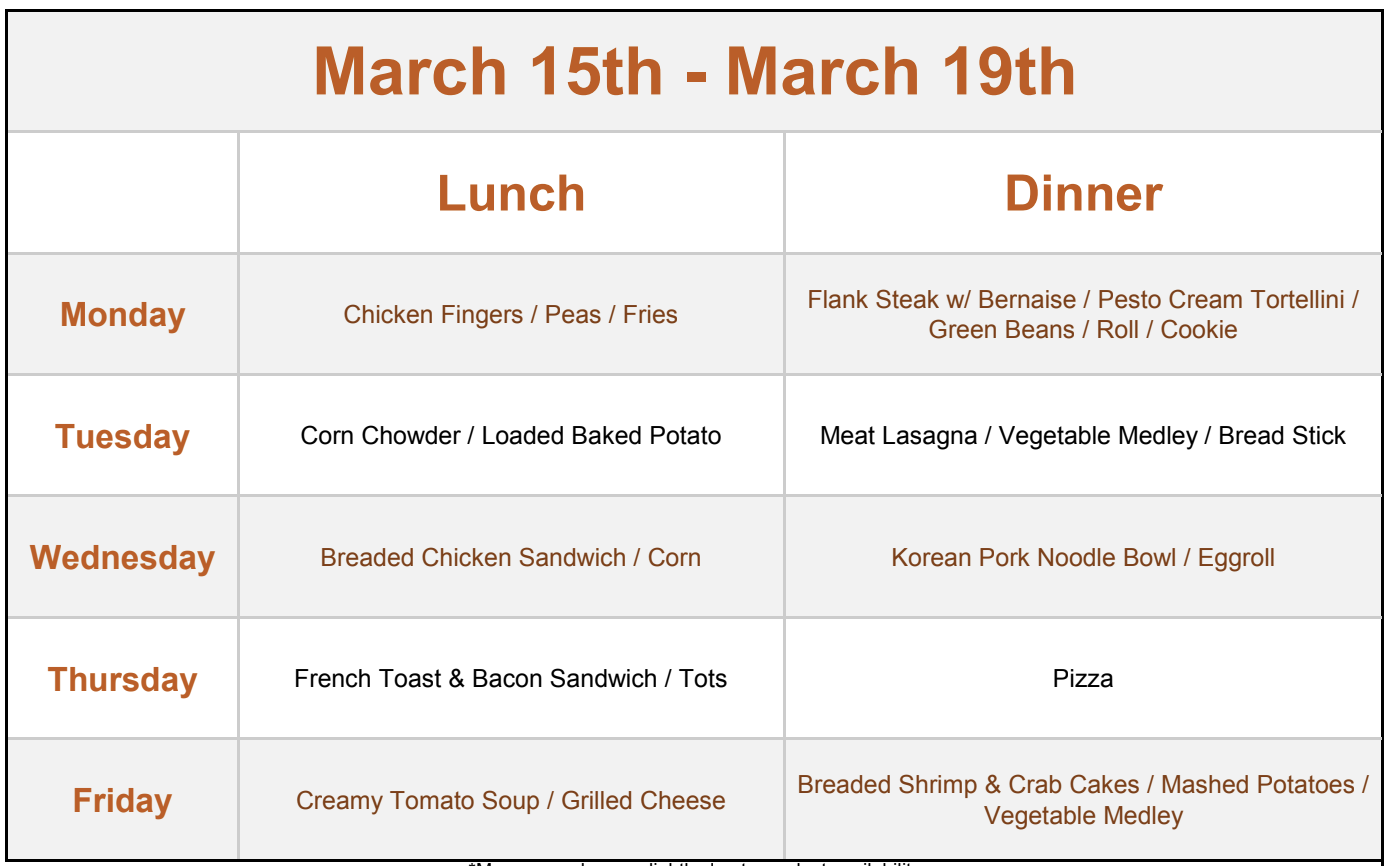 March 15th - March 19th
Lunch
Dinner
Monday
Chicken Fingers / Peas / Fries
Flank Steak w/ Bernaise / Pesto Cream Tortellini /
Green Beans / Roll / Cookie
Tuesday
Corn Chowder / Loaded Baked Potato
Meat Lasagna / Vegetable Medley / Bread Stick
Wednesday
Breaded Chicken Sandwich / Corn
Korean Pork Noodle Bowl / Eggroll
Thursday
French Toast & Bacon Sandwich / Tots
Pizza
Friday
Creamy Tomato Soup / Grilled Cheese
Breaded Shrimp & Crab Cakes / Mashed Potatoes /
Vegetable Medley